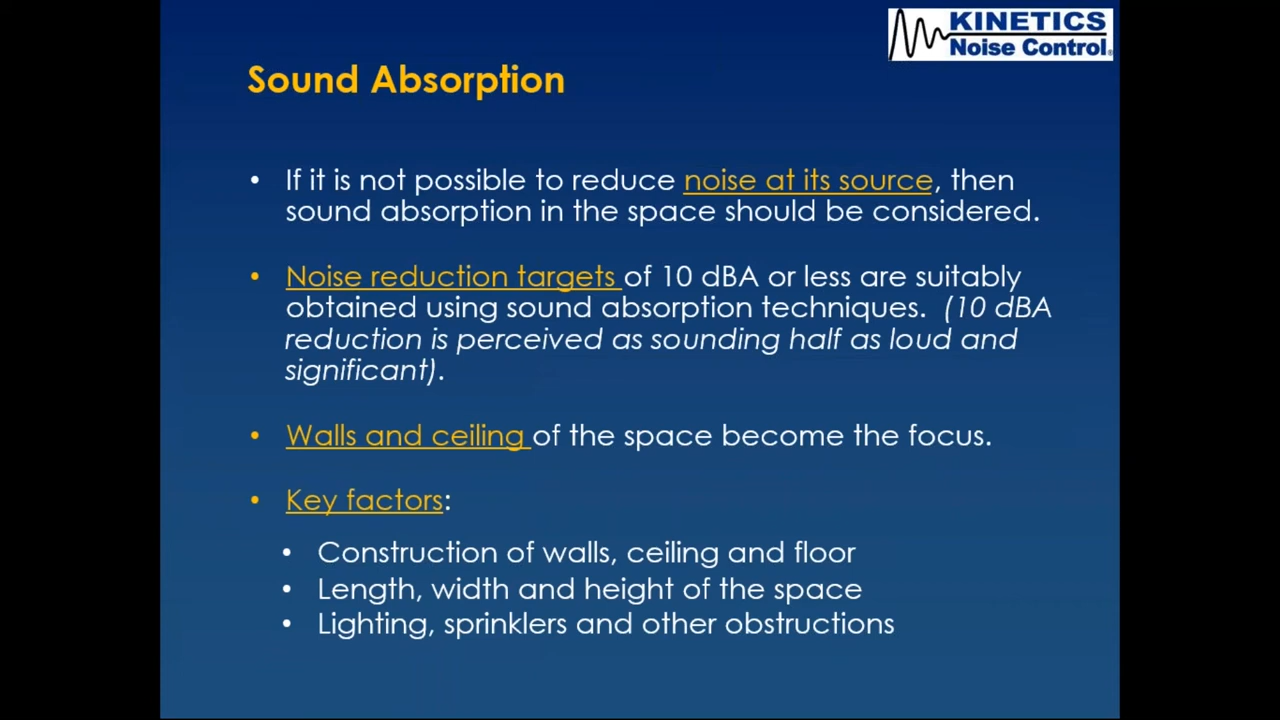 KINETICS
Noise Control®
Sound Absorption
• If it is not possible to reduce noise at its source, then
sound absorption in the space should be considered.
• Noise reduction targets of 10 dBA or less are suitably
obtained using sound absorption techniques. (10 dBA
reduction is perceived as sounding half as loud and
significant).
• Walls and ceiling of the space become the focus.
• Key factors:
• Construction of walls, ceiling and floor
• Length, width and height of the space
• Lighting, sprinklers and other obstructions